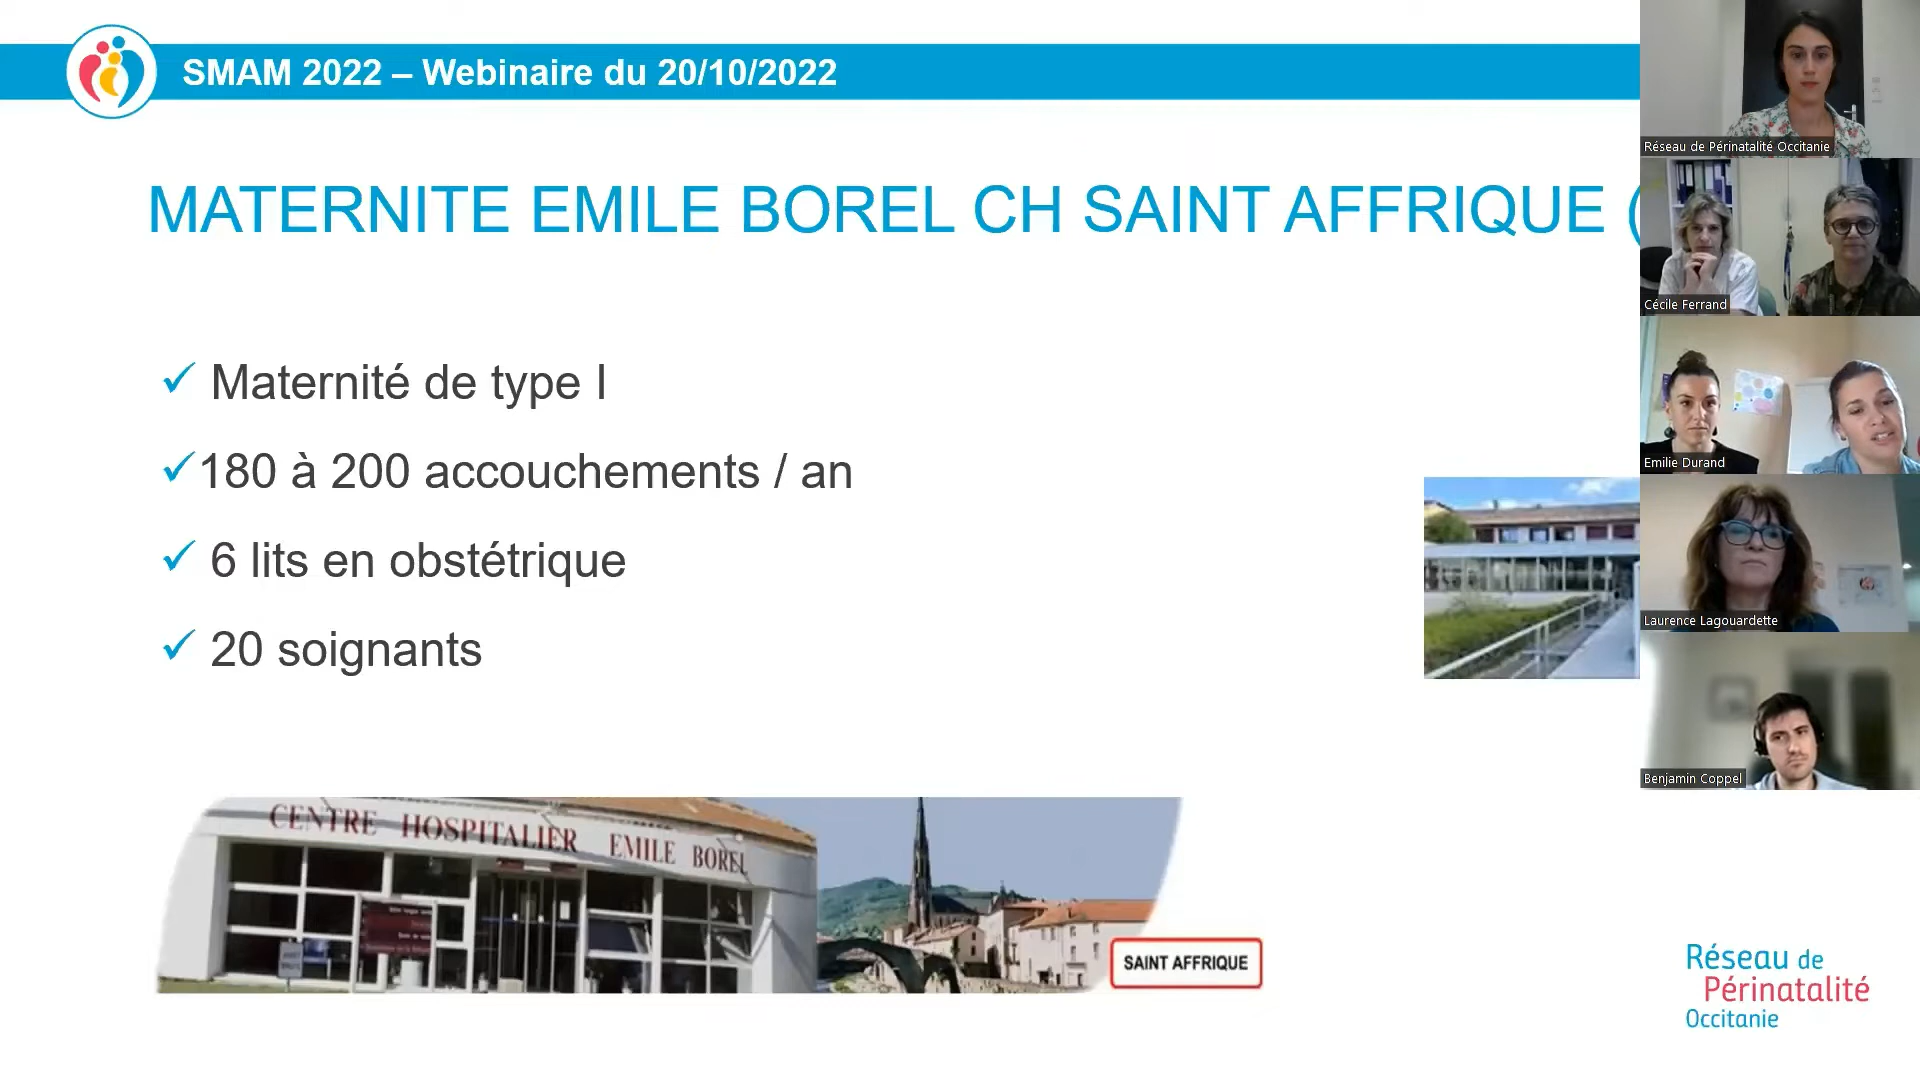 SMAM 2022 – Webinaire du 20/10/2022
MATERNITE EMILE BOREL CH SAINT AFFRIQUE (
✓ Maternité de type I
✓180 à 200 accouchements / an
✓ 6 lits en obstétrique
✓ 20 soignants
CENTRE HOSPITALIER EMILE BOREL
SAINT AFFRIQUE
Réseau de
Périnatalité
Occitanie
Réseau de Périnatalité Occitanie
Cécile Ferrand
Emilie Durand
Laurence Lagouardette
Benjamin Coppel